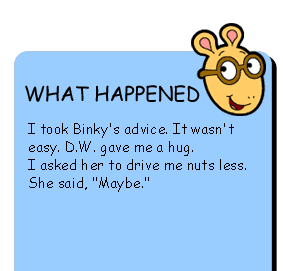 WHAT HAPPENED
I took Binky's advice. It wasn't
easy. D.W. gave me a hug.
I asked her to drive me nuts less.
She said, "Maybe."